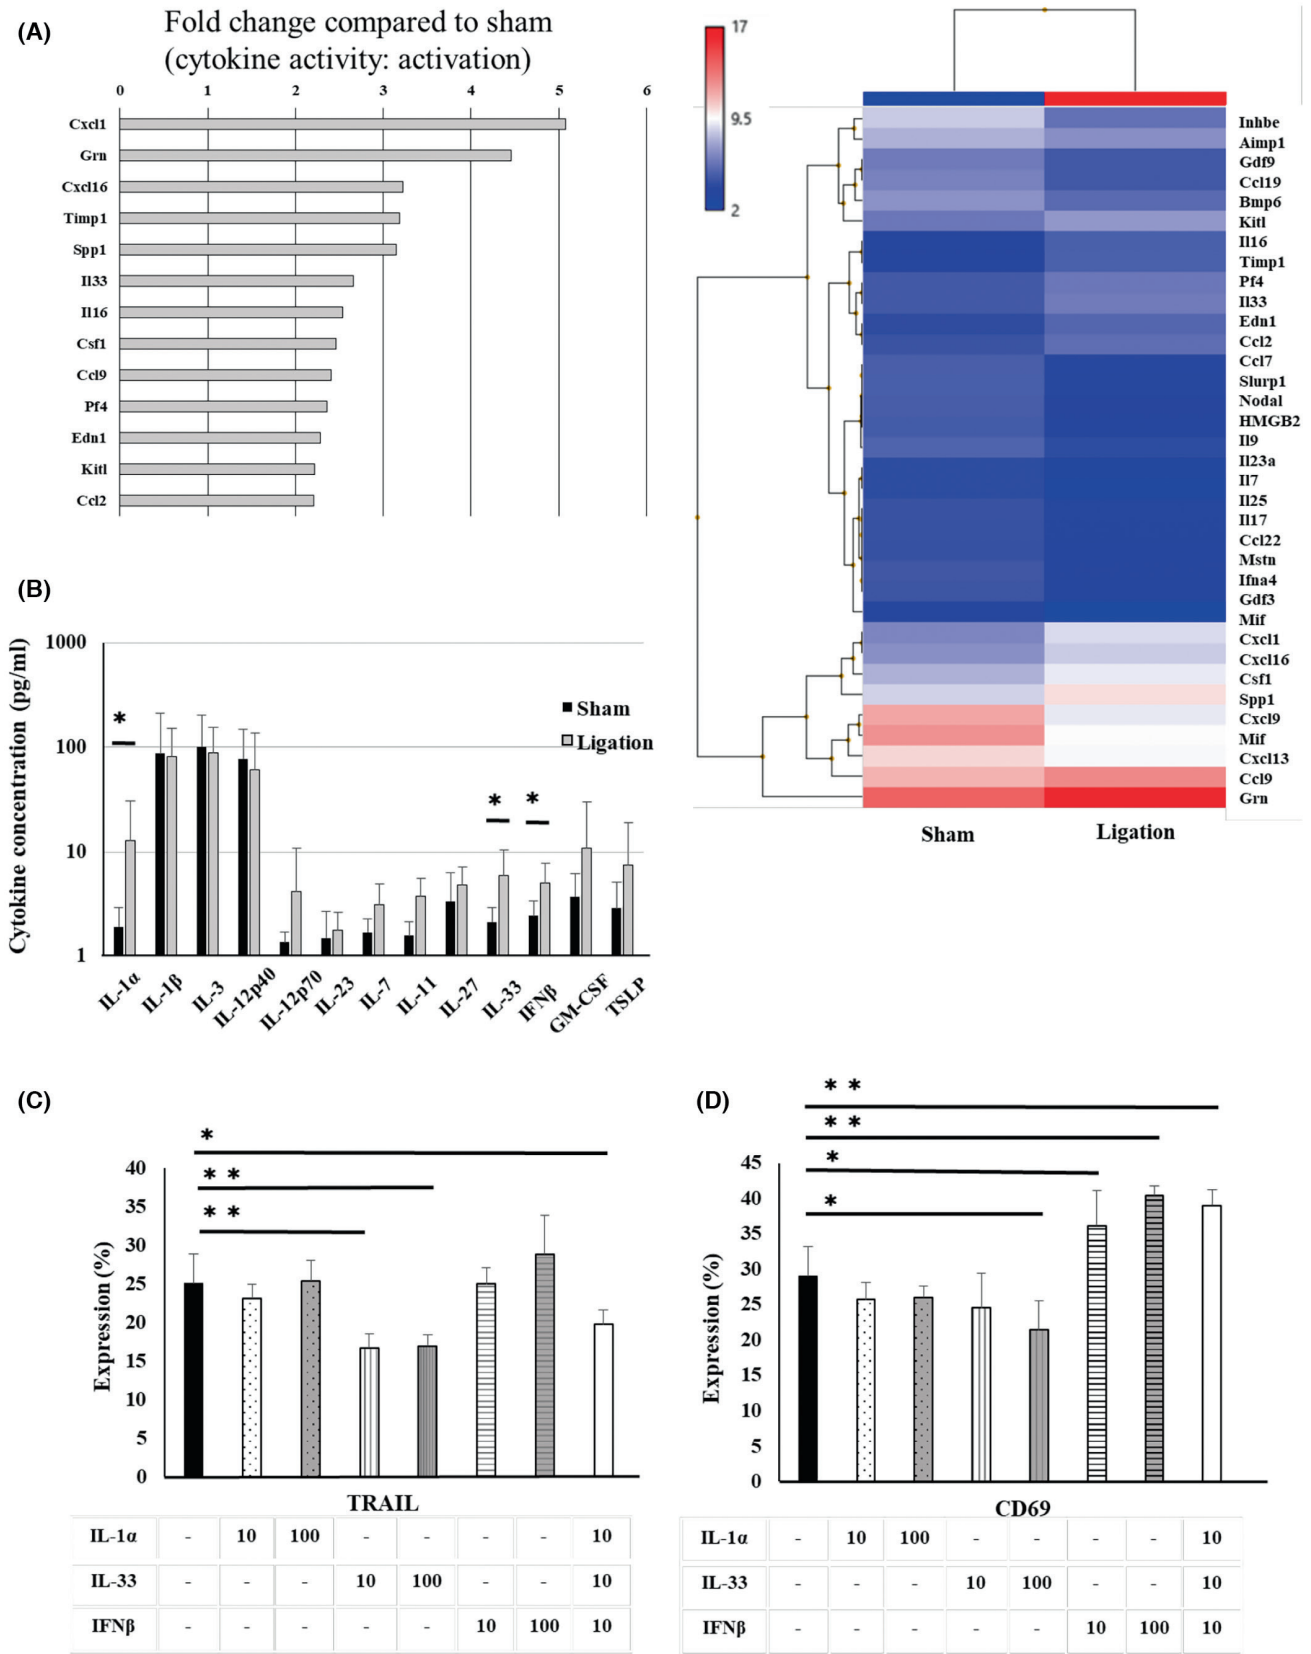 (A)
Fold change compared to sham
(cytokine activity: activation)
0 1 2 3 4 5 6
Cxcl1
Grn
Cxcl16
Timp1
Spp1
Il33
Il16
Csf1
Ccl9
Pf4
Edn1
Kitl
Ccl2
17
9.5
2
Inhbe
Aimp1
Gdf9
Ccl19
Bmp6
Kitl
Il16
Timp1
Pf4
Il33
Edn1
Ccl2
Ccl7
Slurp1
Nodal
HMGB2
Il9
Il23a
Il7
Il25
Il17
Ccl22
Mstn
Ifna4
Gdf3
Mif
Cxcl1
Cxcl16
Csf1
Spp1
Cxcl9
Mif
Cxcl13
Ccl9
Grn
Sham Ligation
(B)
Cytokine concentration (pg/ml)
1000
100
10
1
Sham
Ligation
*
* *
IL-1α IL-1β IL-3 IL-12p40 IL-12p70 IL-23 IL-7 IL-11 IL-27 IL-33 IFNβ GM-CSF TSLP
(C)
*
* *
* *
Expression (%)
40
35
30
25
20
15
10
5
0
TRAIL
IL-1α - 10 100 - - - - 10
IL-33 - - - 10 100 - - 10
IFNβ - - - - - 10 100 10
(D)
* *
* *
*
*
Expression (%)
45
40
35
30
25
20
15
10
5
0
CD69
IL-1α - 10 100 - - - - 10
IL-33 - - - 10 100 - - 10
IFNβ - - - - - 10 100 10